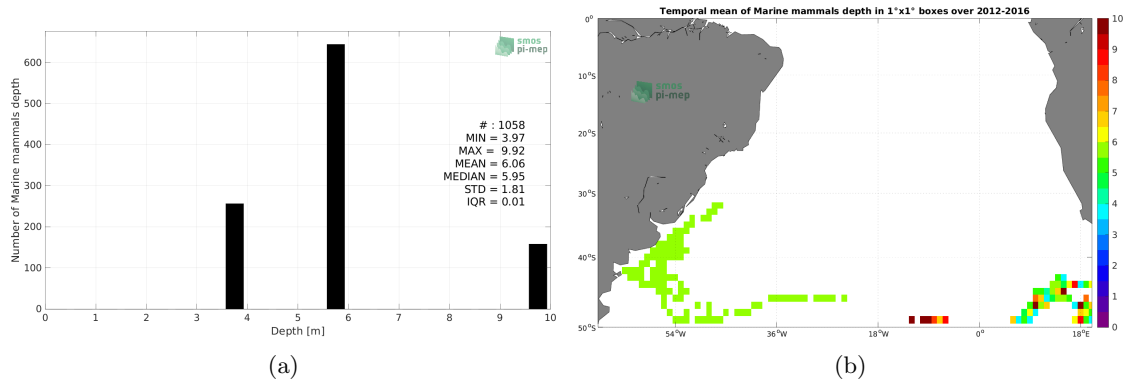 smos
pi-mep
600
500
400
300
200
100
0
Number of Marine mammals depth
# : 1058
MIN = 3.97
MAX = 9.92
MEAN = 6.06
MEDIAN = 5.95
STD = 1.81
IQR = 0.01
0 1 2 3 4 5 6 7 8 9 10
Depth [m]
(a)
Temporal mean of Marine mammals depth in 1°x1° boxes over 2012-2016
smos
pi-mep
0°
10°S
20°S
30°S
40°S
50°S
54°W 36°W 18°W 0° 18°E
10
9
8
7
6
5
4
3
2
1
0
(b)